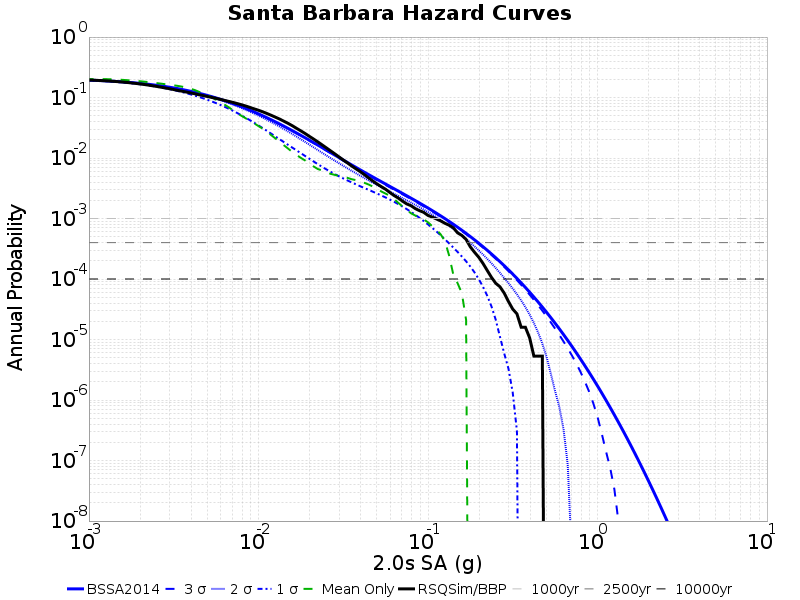 Santa Barbara Hazard Curves
10^0
10^-1
10^-2
10^-3
10^-4
10^-5
10^-6
10^-7
10^-8
Annual Probability
10^-3 10^-2 10^-1 10^0 10^1
2.0s SA (g)
BSSA2014 3 σ 2 σ 1 σ Mean Only RSQSim/BBP 1000yr 2500yr 10000yr